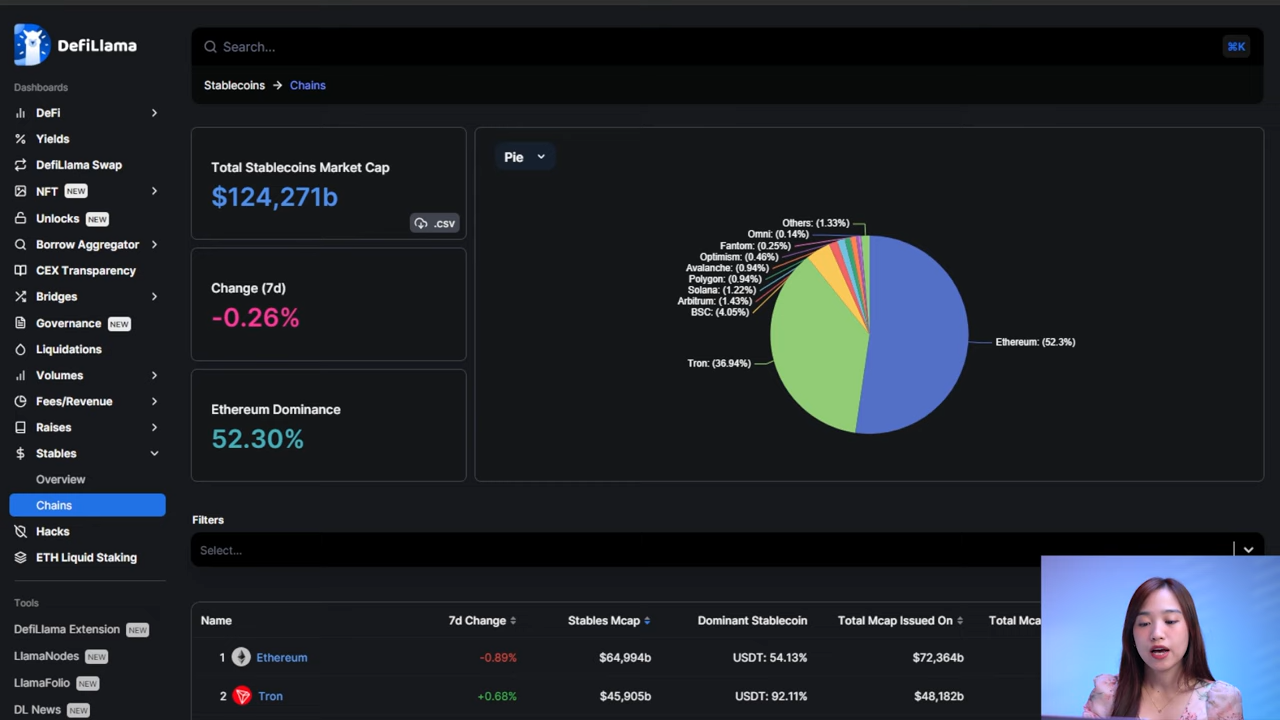 DefiLlama
Dashboards
DeFi
Yields
DefiLlama Swap
NFT NEW
Unlocks NEW
Borrow Aggregator
CEX Transparency
Bridges
Governance NEW
Liquidations
Volumes
Fees/Revenue
Raises
Stables
Overview
Chains
Hacks
ETH Liquid Staking
Tools
DefiLlama Extension NEW
LlamaNodes NEW
LlamaFolio NEW
DL News NEW
Search...
⌘K
Stablecoins → Chains
Total Stablecoins Market Cap
$124,271b
.csv
Change (7d)
-0.26%
Ethereum Dominance
52.30%
Pie
Others: (1.33%)
Omni: (0.14%)
Fantom: (0.25%)
Optimism: (0.46%)
Avalanche: (0.94%)
Polygon: (0.94%)
Solana: (1.22%)
Arbitrum: (1.43%)
BSC: (4.05%)
Tron: (36.94%)
Ethereum: (52.3%)
Filters
Select...
Name 7d Change Stables Mcap Dominant Stablecoin Total Mcap Issued On Total Mca
1 Ethereum -0.89% $64,994b USDT: 54.13% $72,364b
2 Tron +0.68% $45,905b USDT: 92.11% $48,182b